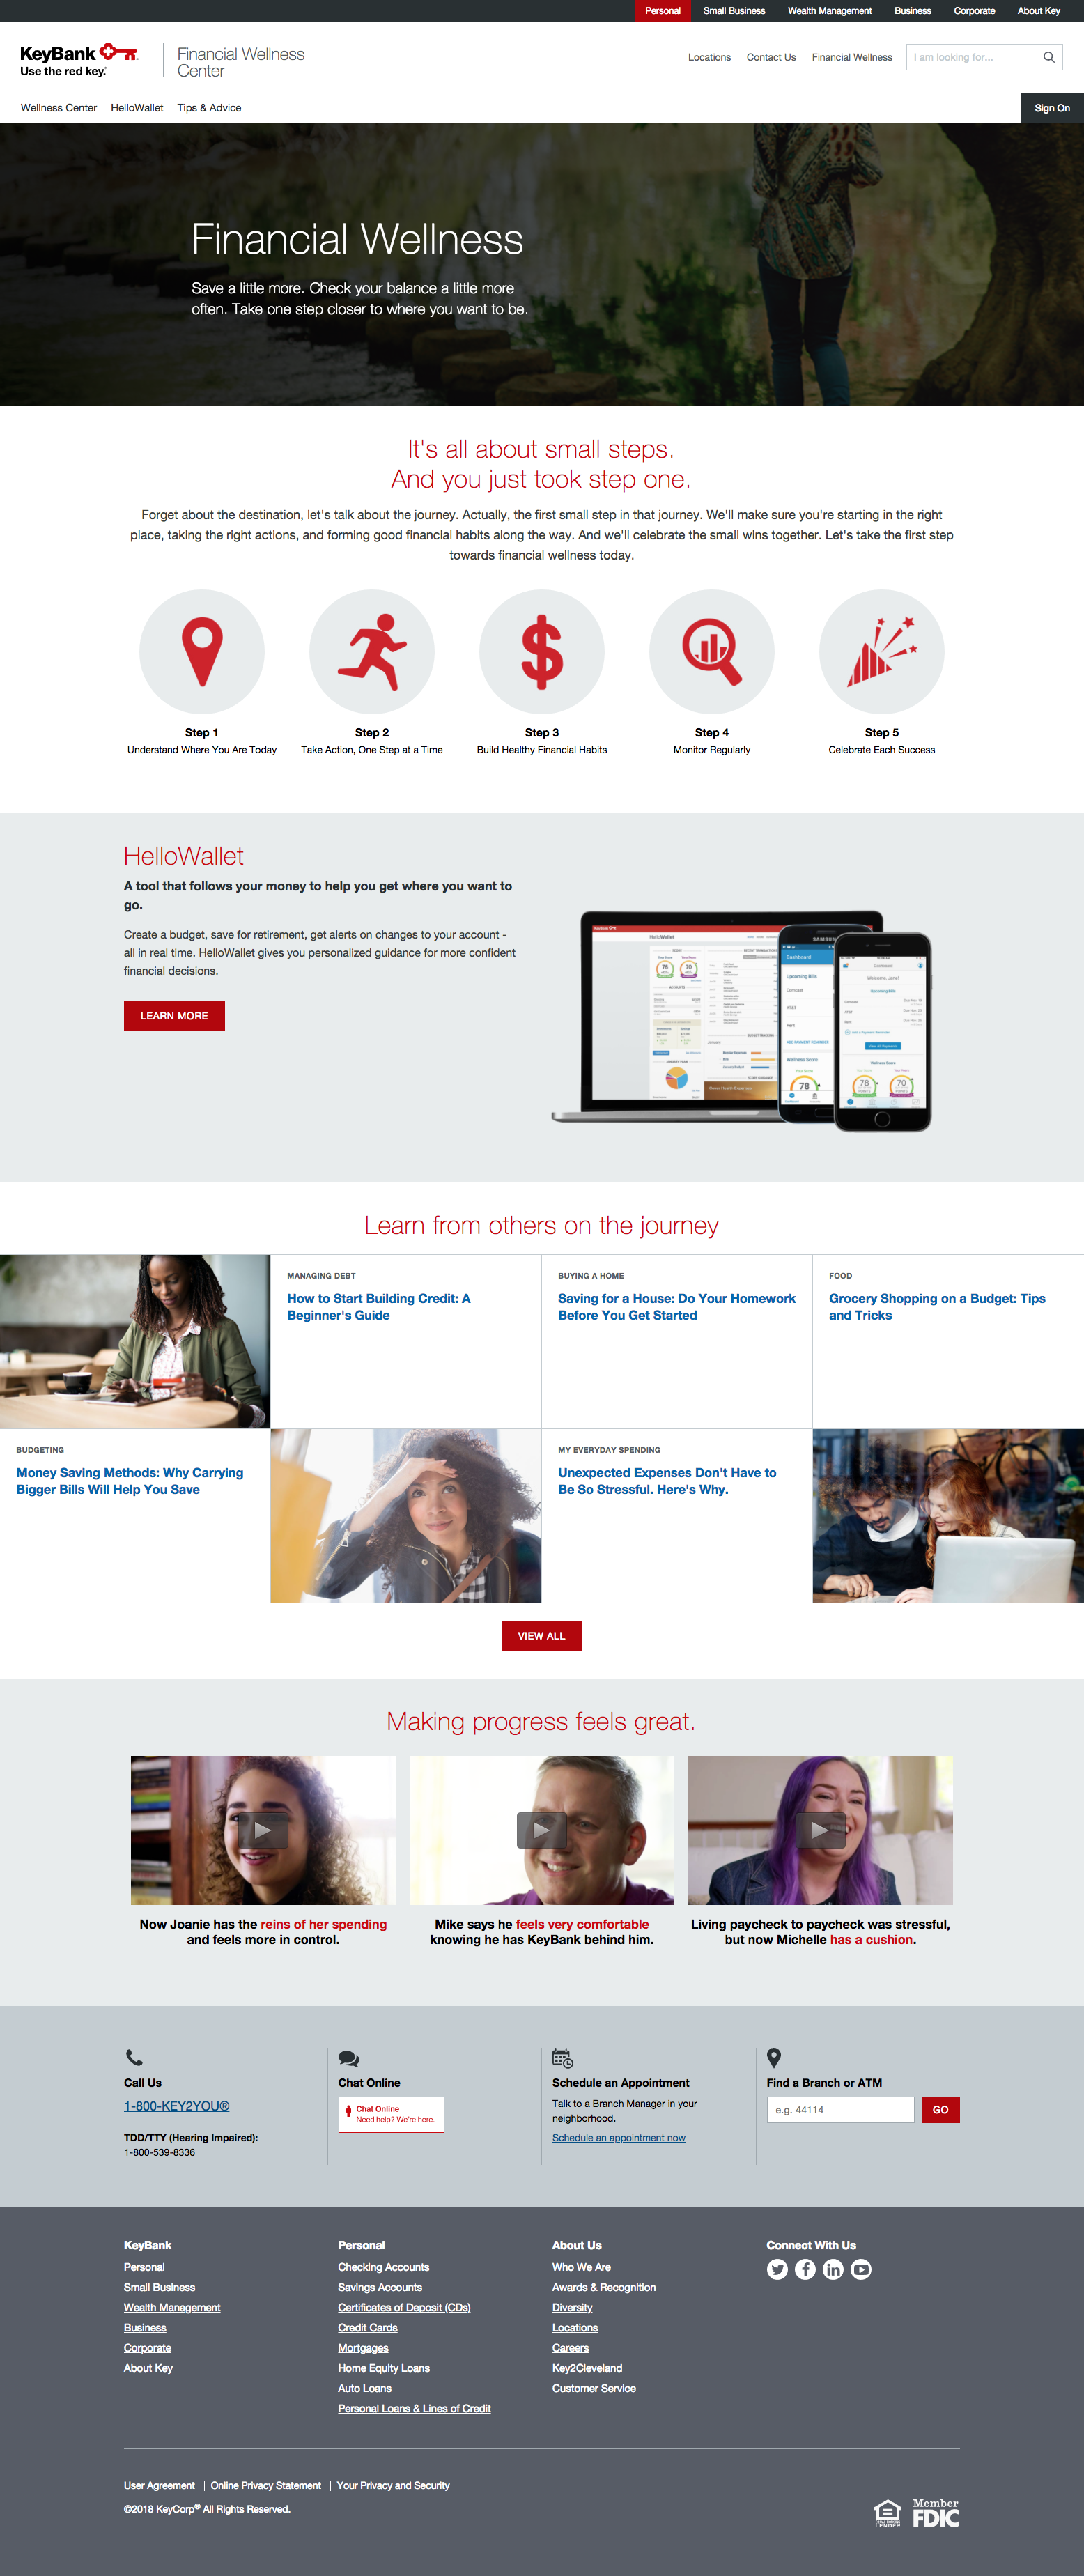 Personal Small Business Wealth Management Business Corporate About Key
KeyBank
Use the red key.
Financial Wellness
Center
Locations Contact Us Financial Wellness I am looking for...
Wellness Center HelloWallet Tips & Advice Sign On
Financial Wellness
Save a little more. Check your balance a little more
often. Take one step closer to where you want to be.
It's all about small steps.
And you just took step one.
Forget about the destination, let's talk about the journey. Actually, the first small step in that journey. We'll make sure you're starting in the right
place, taking the right actions, and forming good financial habits along the way. And we'll celebrate the small wins together. Let's take the first step
towards financial wellness today.
Step 1
Understand Where You Are Today
Step 2
Take Action, One Step at a Time
Step 3
Build Healthy Financial Habits
Step 4
Monitor Regularly
Step 5
Celebrate Each Success
HelloWallet
A tool that follows your money to help you get where you want to
go.
Create a budget, save for retirement, get alerts on changes to your account -
all in real time. HelloWallet gives you personalized guidance for more confident
financial decisions.
LEARN MORE
SAMSUNG
Dashboard
Upcoming Bills
Comcast
AT&T
Rent
Wellness Score
78
Dashboard
Upcoming Bills
Wellness Score
78 70
Learn from others on the journey
MANAGING DEBT
How to Start Building Credit: A
Beginner's Guide
BUYING A HOME
Saving for a House: Do Your Homework
Before You Get Started
FOOD
Grocery Shopping on a Budget: Tips
and Tricks
BUDGETING
Money Saving Methods: Why Carrying
Bigger Bills Will Help You Save
MY EVERYDAY SPENDING
Unexpected Expenses Don't Have to
Be So Stressful. Here's Why.
VIEW ALL
Making progress feels great.
Now Joanie has the reins of her spending
and feels more in control.
Mike says he feels very comfortable
knowing he has KeyBank behind him.
Living paycheck to paycheck was stressful,
but now Michelle has a cushion.
Call Us
1-800-KEY2YOU®
TDD/TTY (Hearing Impaired):
1-800-539-8336
Chat Online
Chat Online
Need help? We're here.
Schedule an Appointment
Talk to a Branch Manager in your
neighborhood.
Schedule an appointment now
Find a Branch or ATM
e.g. 44114 GO
KeyBank
Personal
Small Business
Wealth Management
Business
Corporate
About Key
Personal
Checking Accounts
Savings Accounts
Certificates of Deposit (CDs)
Credit Cards
Mortgages
Home Equity Loans
Auto Loans
Personal Loans & Lines of Credit
About Us
Who We Are
Awards & Recognition
Diversity
Locations
Careers
Key2Cleveland
Customer Service
Connect With Us
User Agreement | Online Privacy Statement | Your Privacy and Security
©2018 KeyCorp® All Rights Reserved.
EQUAL HOUSING
LENDER
Member
FDIC